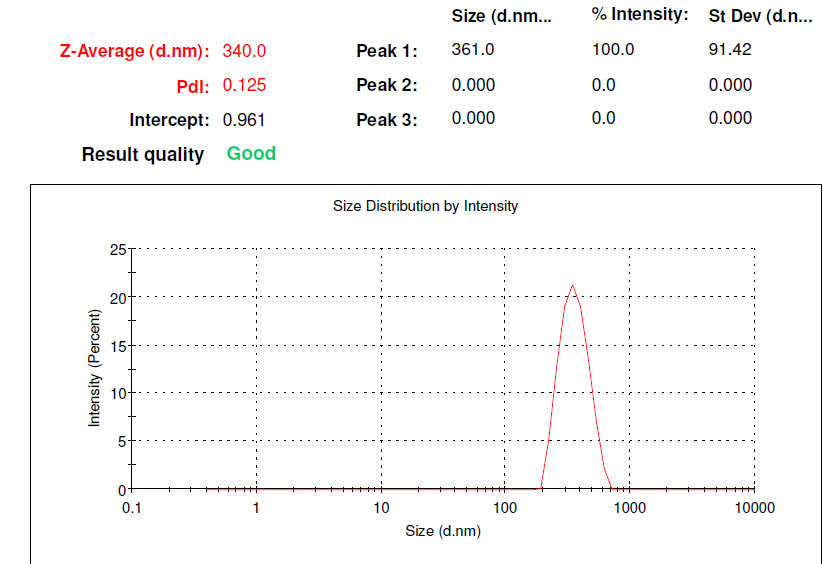 Size (d.nm... % Intensity: St Dev (d.n...
Z-Average (d.nm): 340.0 Peak 1: 361.0 100.0 91.42
PdI: 0.125 Peak 2: 0.000 0.0 0.000
Intercept: 0.961 Peak 3: 0.000 0.0 0.000
Result quality Good
Size Distribution by Intensity
25
20
15
10
5
0
Intensity (Percent)
0.1 1 10 100 1000 10000
Size (d.nm)